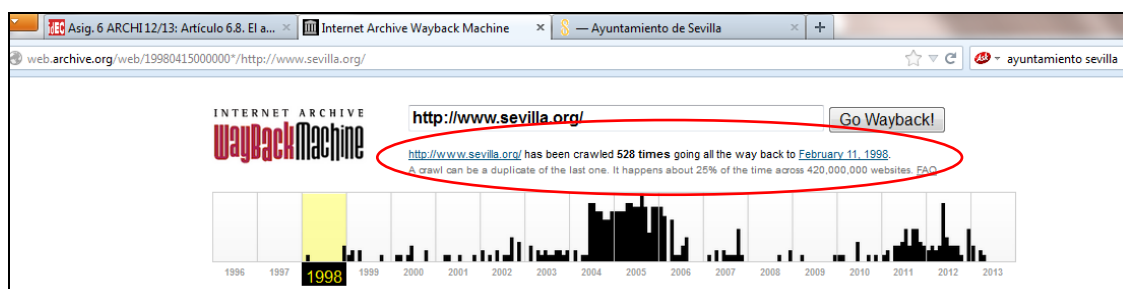 Asig. 6 ARCHI 12/13: Artículo 6.8. El a... × Internet Archive Wayback Machine × — Ayuntamiento de Sevilla × +
web.archive.org/web/19980415000000*/http://www.sevilla.org/ Ask ayuntamiento sevilla
INTERNET ARCHIVE
WayBackMachine
http://www.sevilla.org/ Go Wayback!
http://www.sevilla.org/ has been crawled 528 times going all the way back to February 11, 1998.
A crawl can be a duplicate of the last one. It happens about 25% of the time across 420,000,000 websites. FAQ
1996 1997 1998 1999 2000 2001 2002 2003 2004 2005 2006 2007 2008 2009 2010 2011 2012 2013